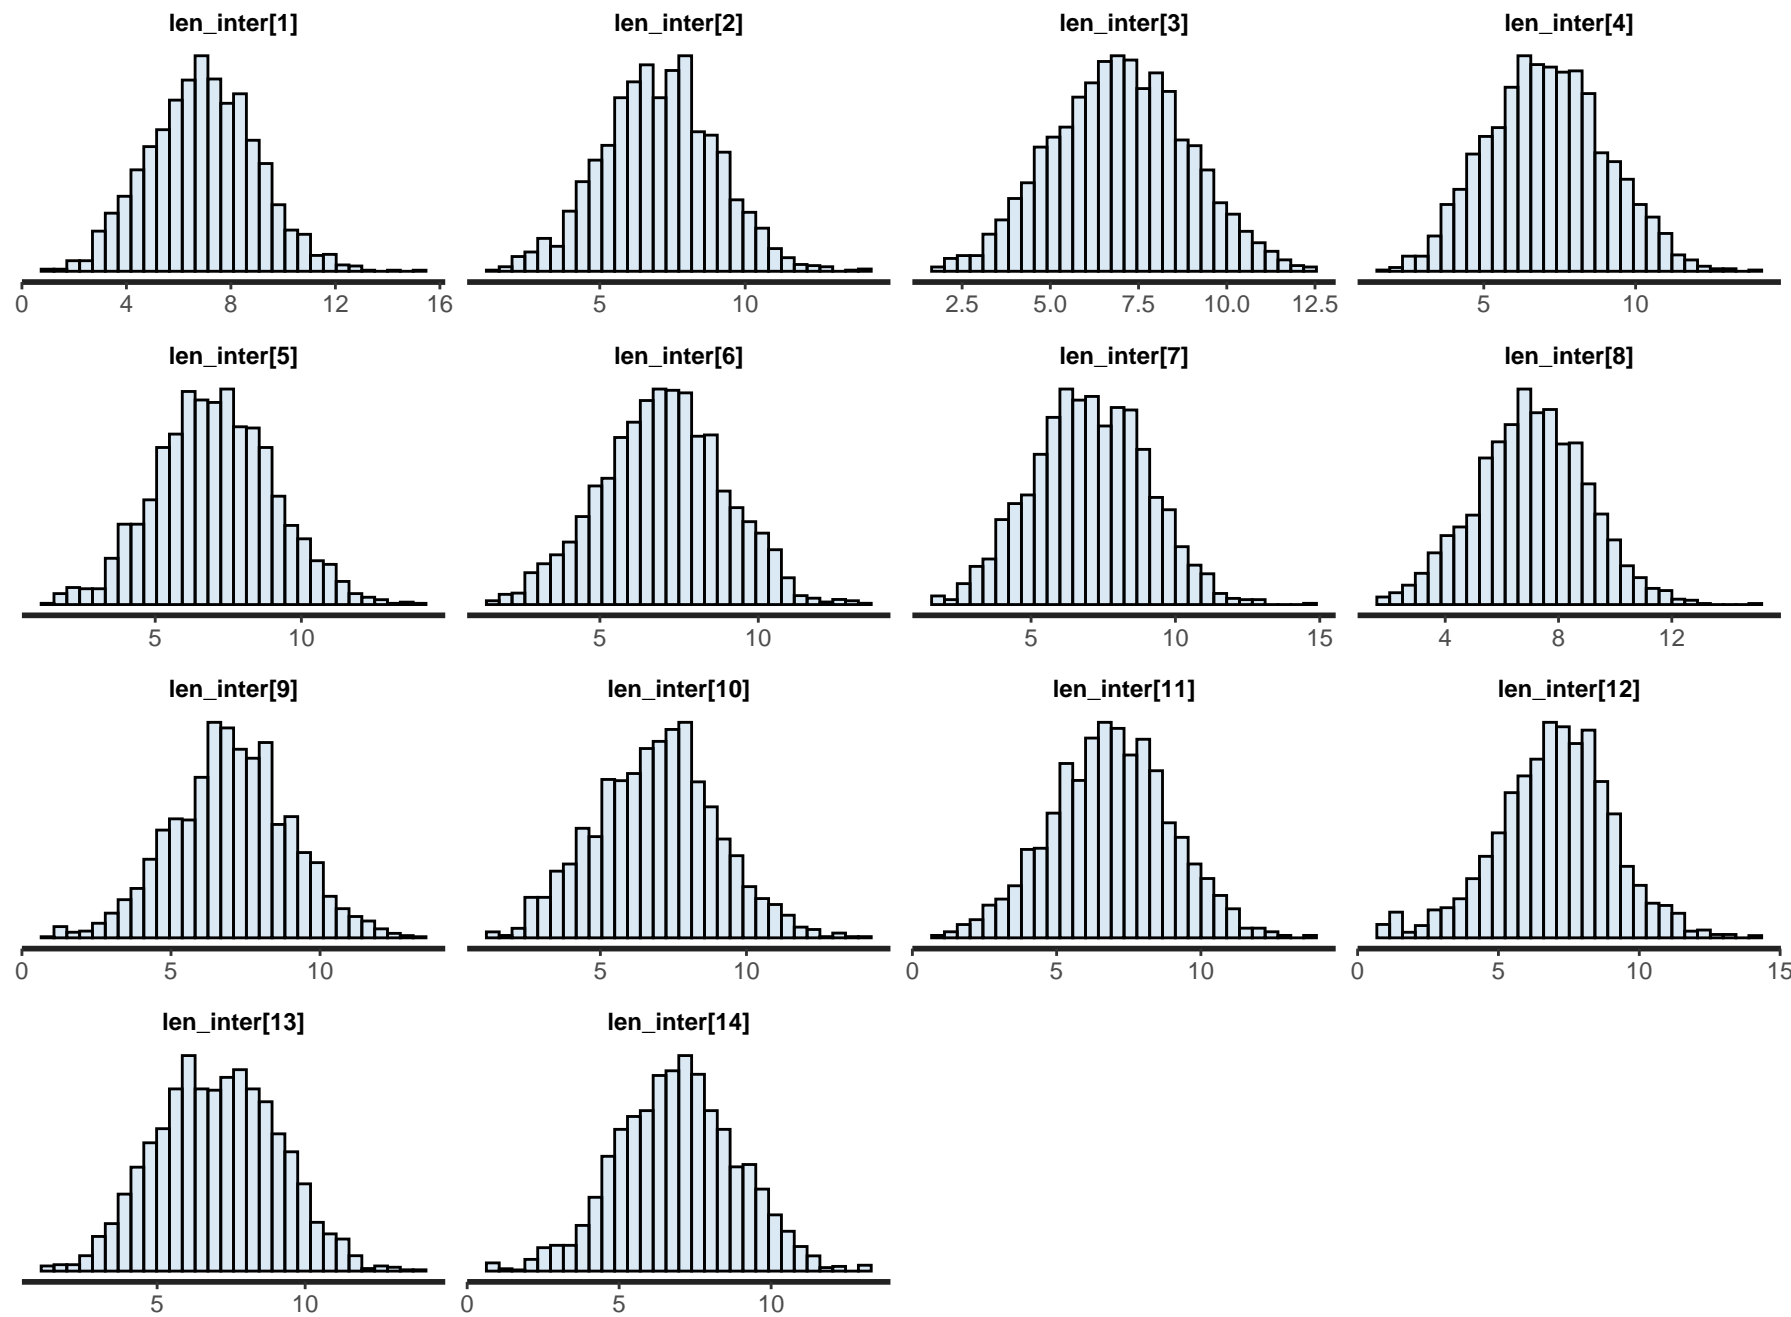 len_inter[1] len_inter[2] len_inter[3] len_inter[4]
0 4 8 12 16 5 10 2.5 5.0 7.5 10.0 12.5 5 10
len_inter[5] len_inter[6] len_inter[7] len_inter[8]
5 10 5 10 5 10 15 4 8 12
len_inter[9] len_inter[10] len_inter[11] len_inter[12]
0 5 10 5 10 0 5 10 0 5 10 15
len_inter[13] len_inter[14]
5 10 0 5 10